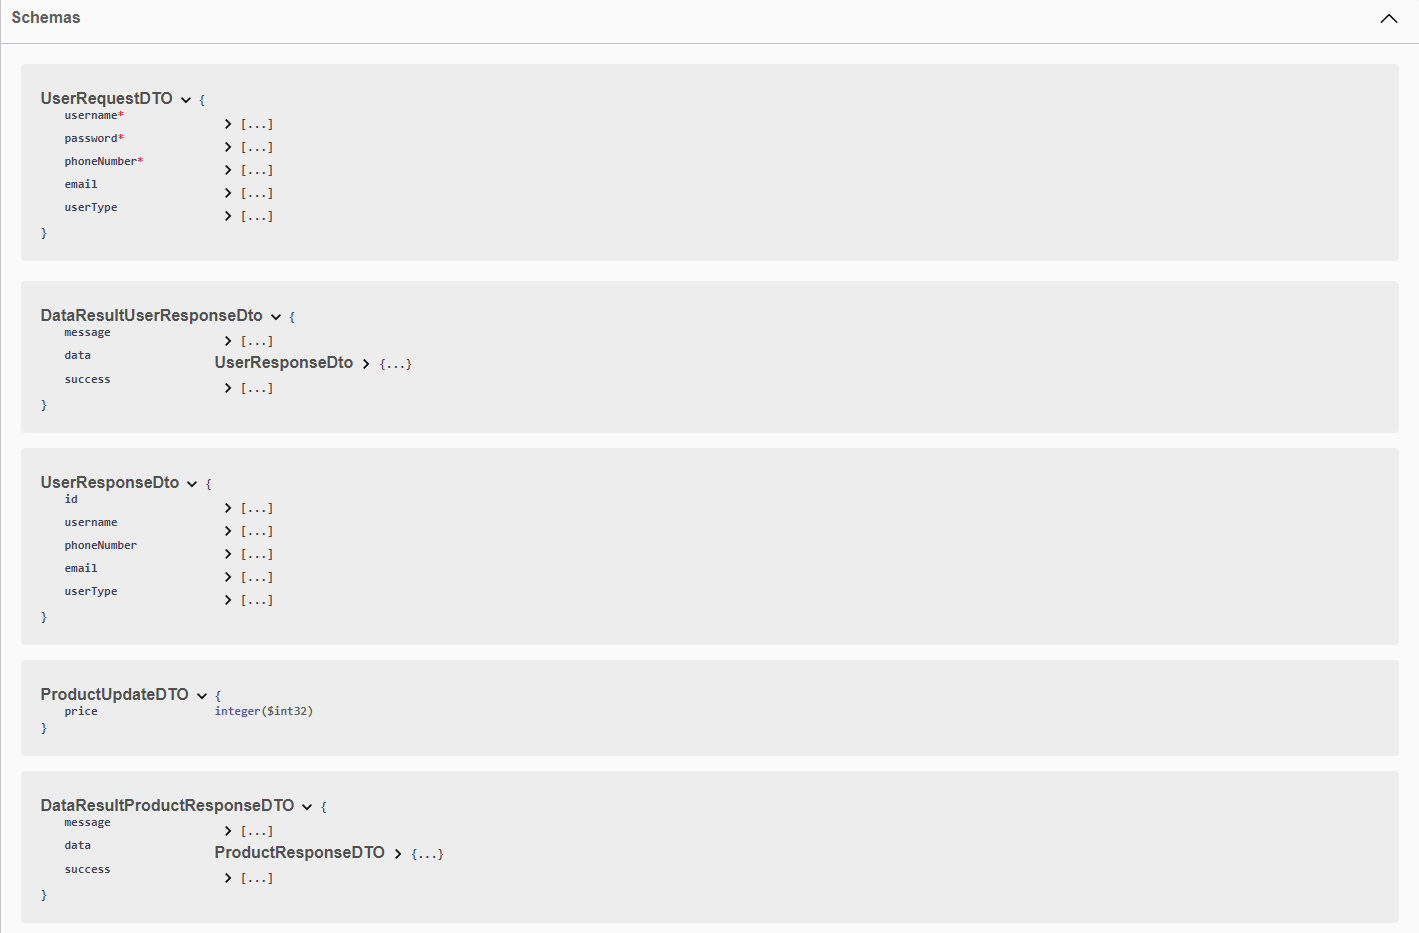 Schemas
UserRequestDTO {
username* [...]
password* [...]
phoneNumber* [...]
email [...]
userType [...]
}
DataResultUserResponseDto {
message [...]
data UserResponseDto {...}
success [...]
}
UserResponseDto {
id [...]
username [...]
phoneNumber [...]
email [...]
userType [...]
}
ProductUpdateDTO {
price integer($int32)
}
DataResultProductResponseDTO {
message [...]
data ProductResponseDTO {...}
success [...]
}